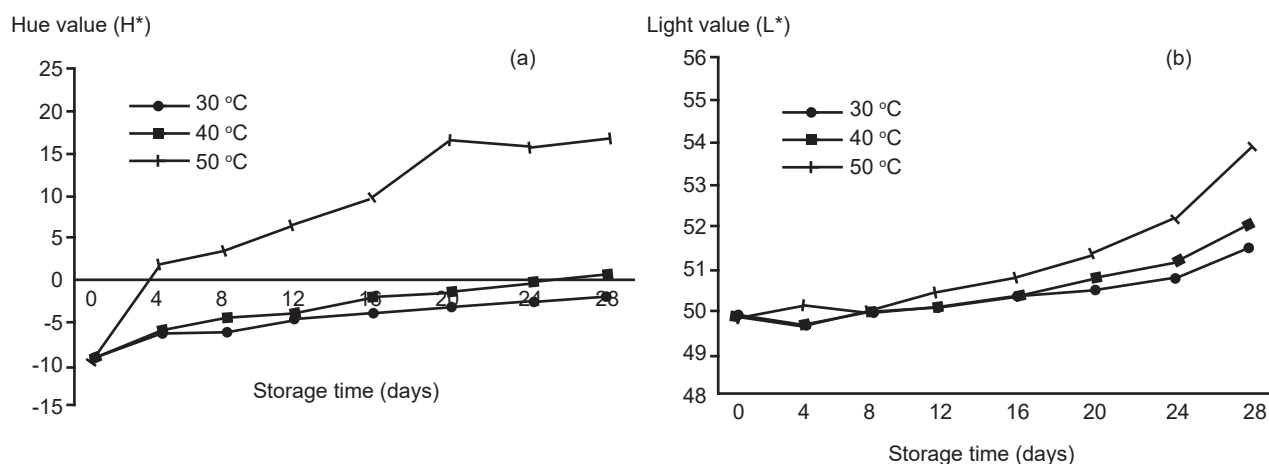 Hue value (H*)
(a)
25
20
15
10
5
0
-5
-10
-15
30 °C
40 °C
50 °C
0 4 8 12 16 20 24 28
Storage time (days)
Light value (L*)
(b)
56
55
54
53
52
51
50
49
48
30 °C
40 °C
50 °C
0 4 8 12 16 20 24 28
Storage time (days)